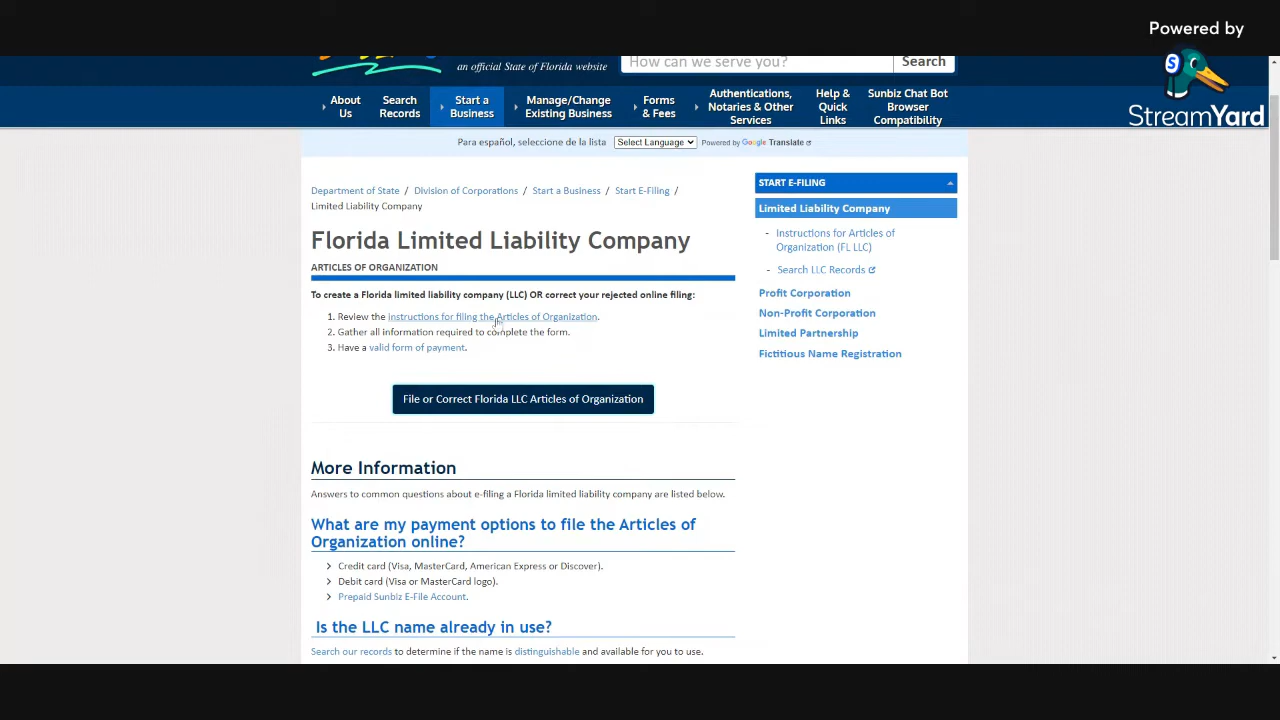 Powered by
StreamYard
an official State of Florida website
How can we serve you?
Search
About
Us
Search
Records
Start a
Business
Manage/Change
Existing Business
Forms
& Fees
Authentications,
Notaries & Other
Services
Help &
Quick
Links
Sunbiz Chat Bot
Browser
Compatibility
Para español, seleccione de la lista Select Language Powered by Google Translate
Department of State / Division of Corporations / Start a Business / Start E-Filing /
Limited Liability Company
Florida Limited Liability Company
ARTICLES OF ORGANIZATION
To create a Florida limited liability company (LLC) OR correct your rejected online filing:
1. Review the instructions for filing the Articles of Organization.
2. Gather all information required to complete the form.
3. Have a valid form of payment.
File or Correct Florida LLC Articles of Organization
More Information
Answers to common questions about e-filing a Florida limited liability company are listed below.
What are my payment options to file the Articles of
Organization online?
Credit card (Visa, MasterCard, American Express or Discover).
Debit card (Visa or MasterCard logo).
Prepaid Sunbiz E-File Account.
Is the LLC name already in use?
Search our records to determine if the name is distinguishable and available for you to use.
START E-FILING
Limited Liability Company
- Instructions for Articles of
Organization (FL LLC)
- Search LLC Records
Profit Corporation
Non-Profit Corporation
Limited Partnership
Fictitious Name Registration